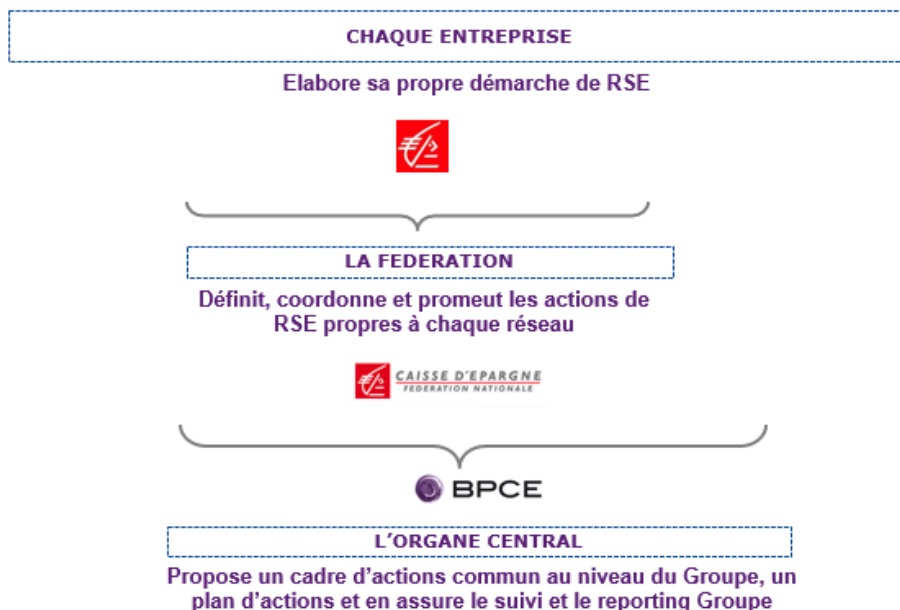 CHAQUE ENTREPRISE
Elabore sa propre démarche de RSE
LA FEDERATION
Définit, coordonne et promeut les actions de
RSE propres à chaque réseau
CAISSE D'EPARGNE
FEDERATION NATIONALE
BPCE
L'ORGANE CENTRAL
Propose un cadre d'actions commun au niveau du Groupe, un
plan d'actions et en assure le suivi et le reporting Groupe